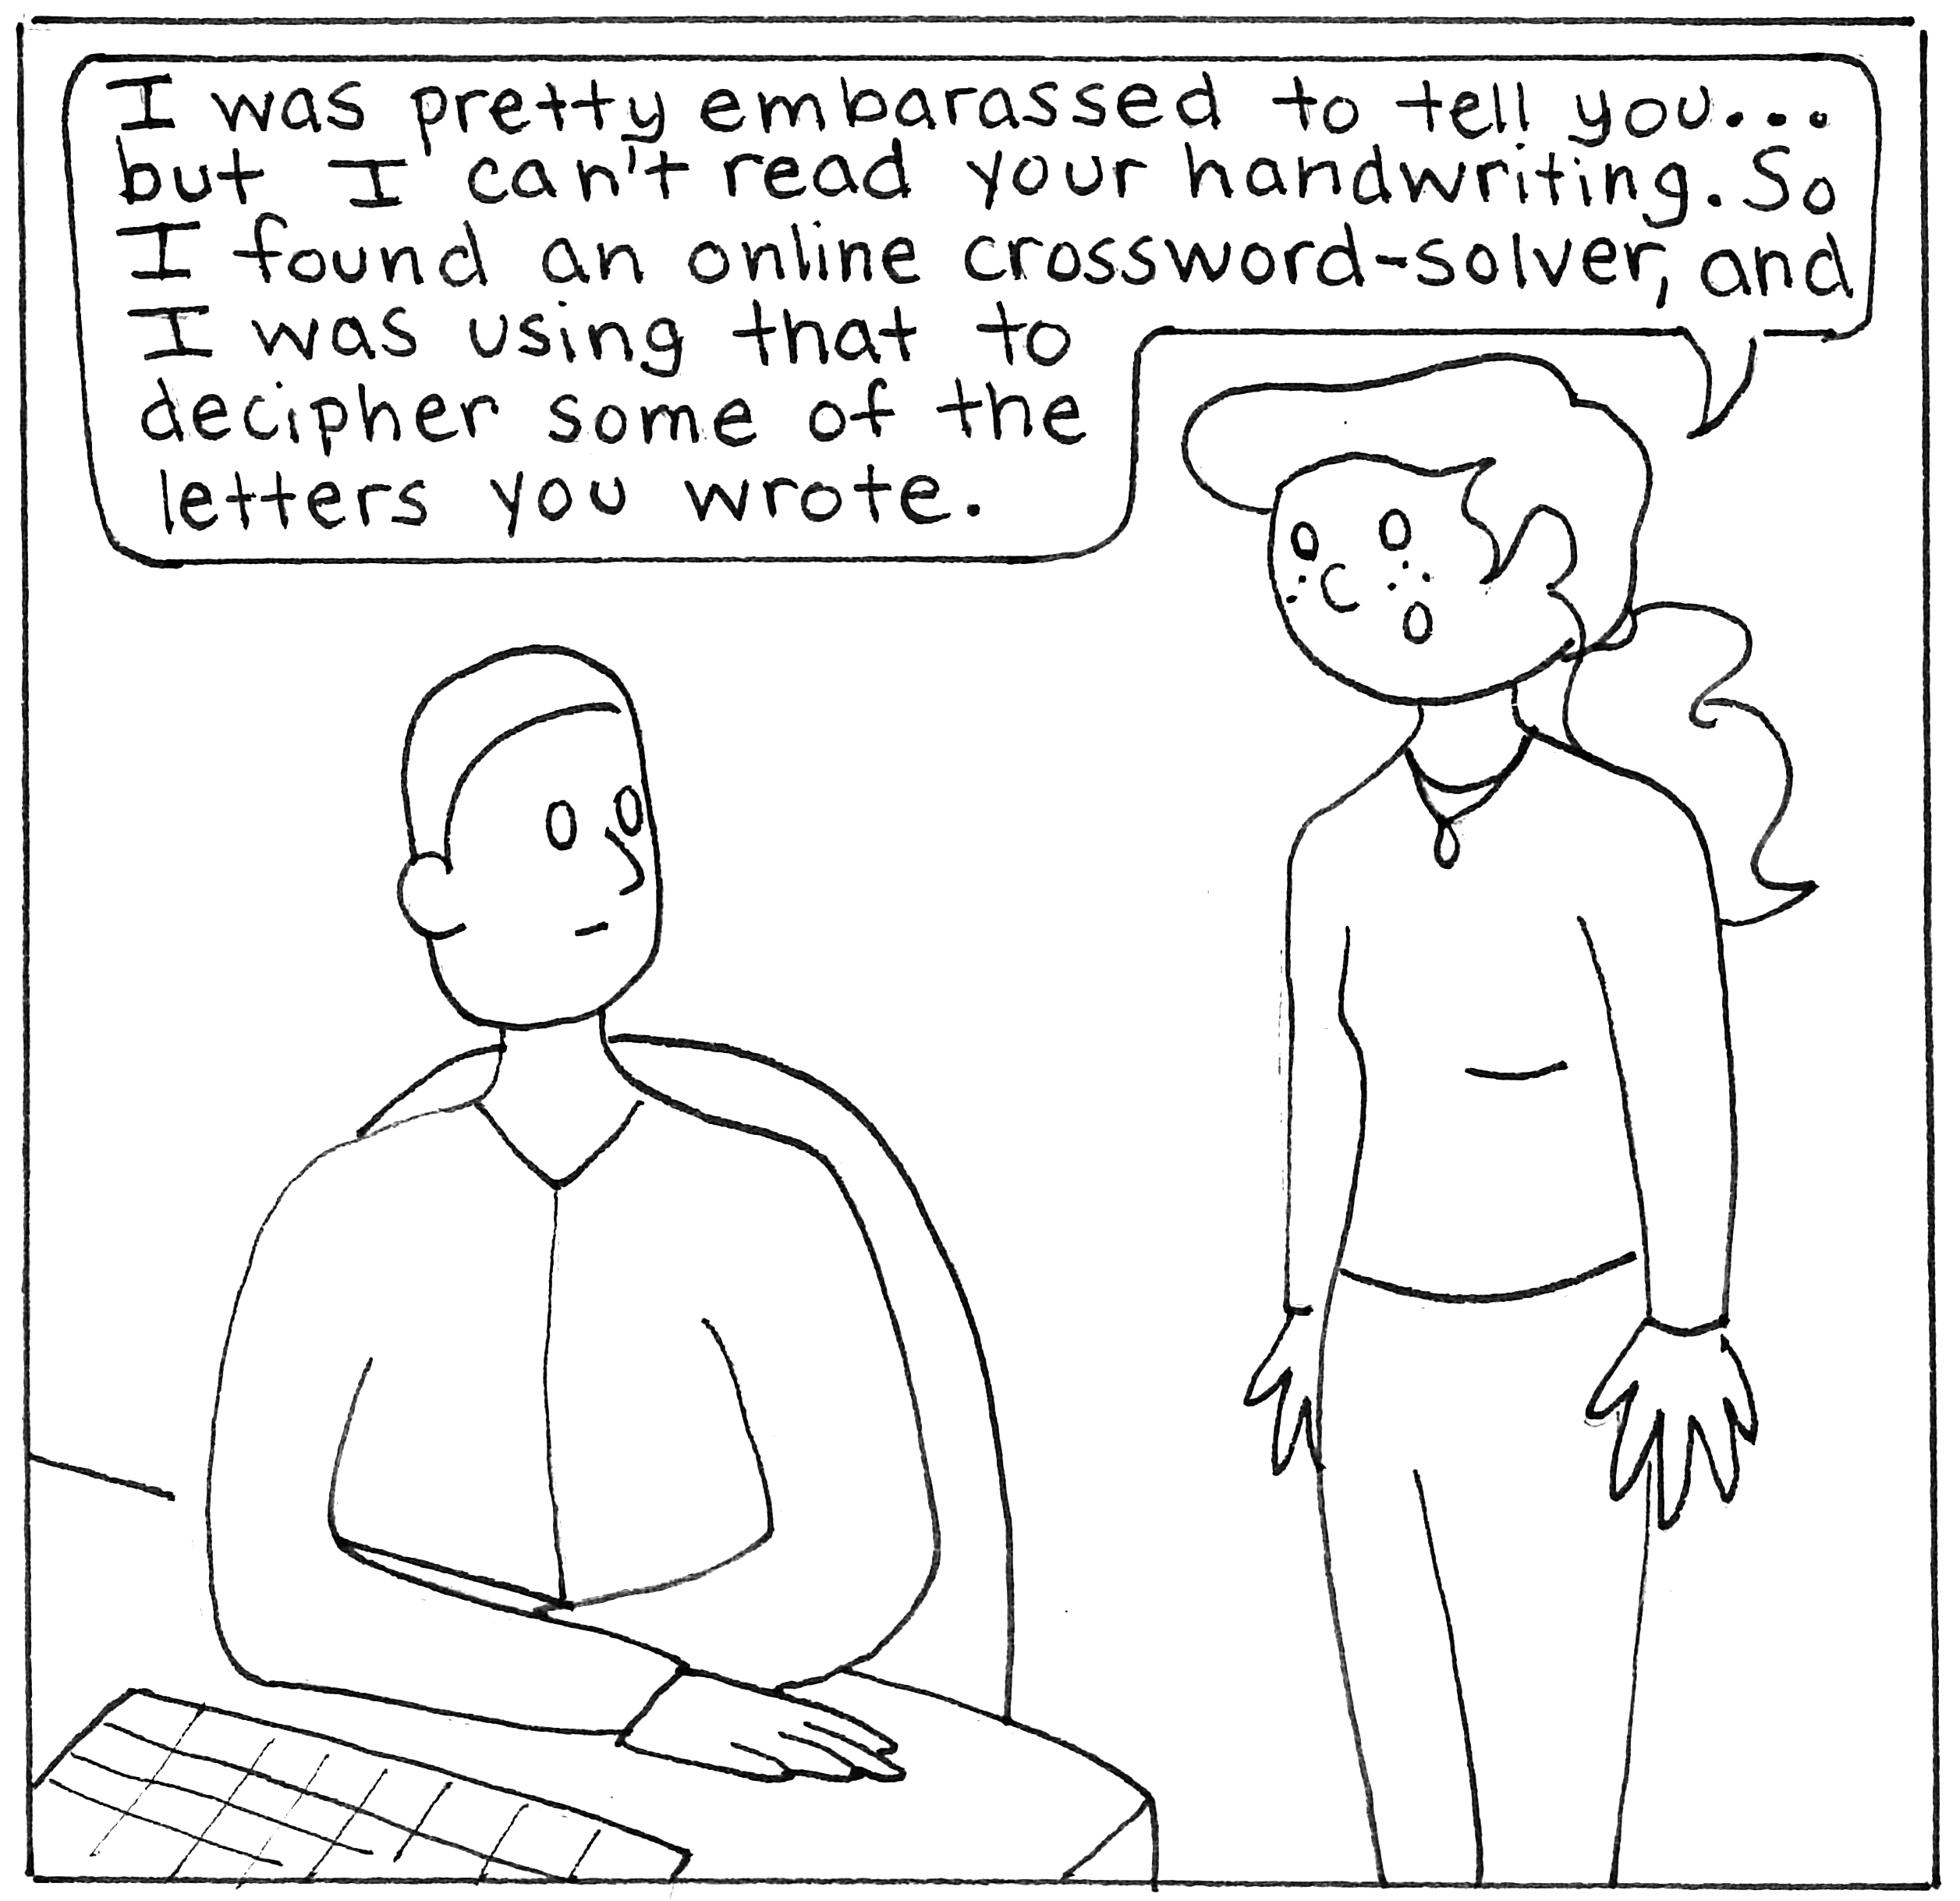 I was pretty embarassed to tell you...
but I can't read your handwriting. So
I found an online crossword-solver, and
I was using that to
decipher some of the
letters you wrote.